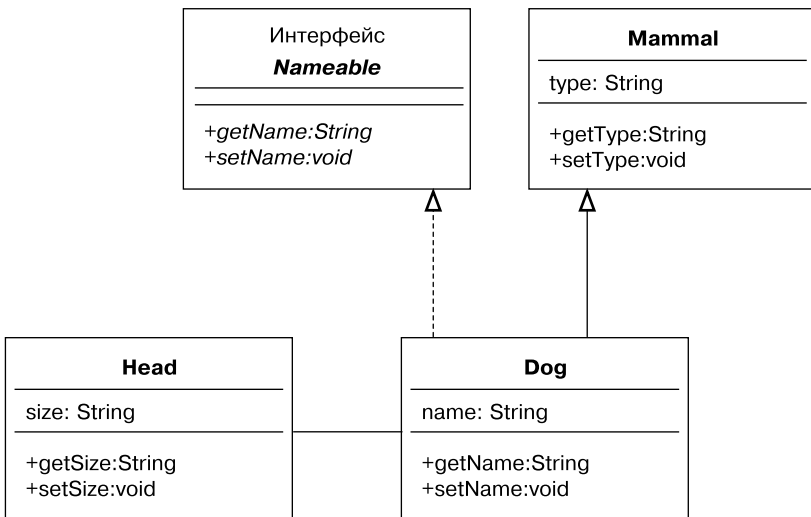 Интерфейс
Nameable
+getName:String
+setName:void
Mammal
type: String
+getType:String
+setType:void
Head
size: String
+getSize:String
+setSize:void
Dog
name: String
+getName:String
+setName:void